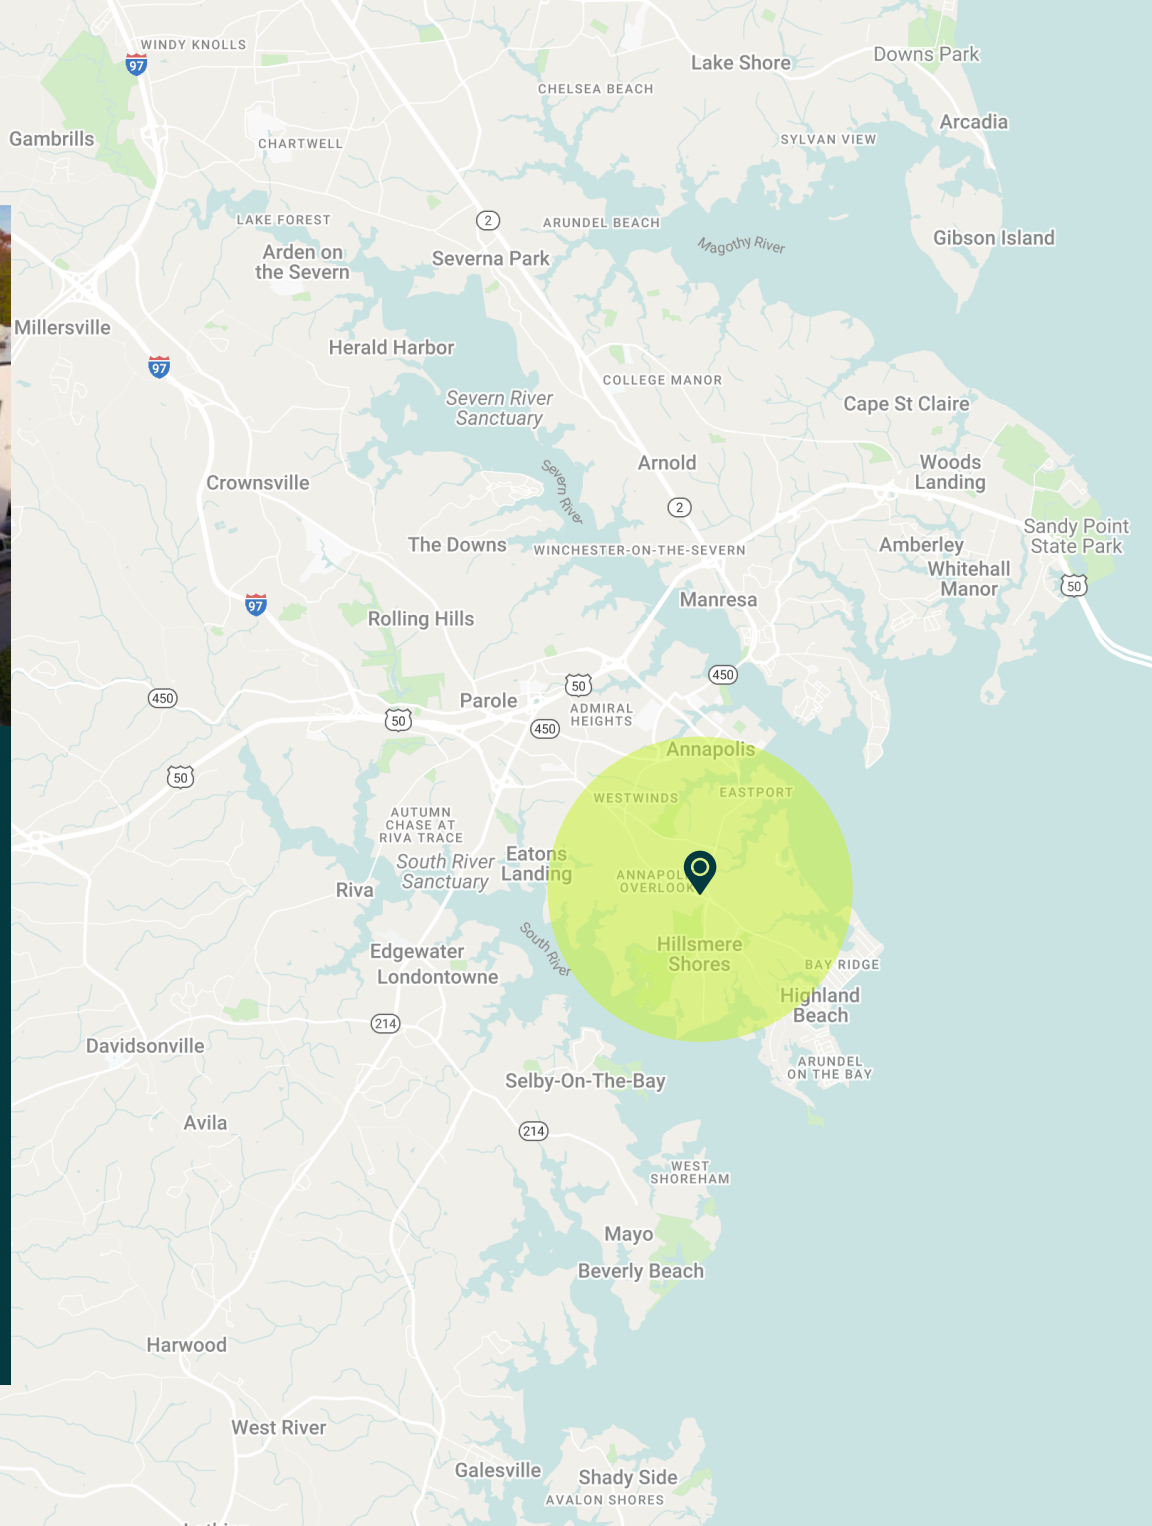 WINDY KNOLLS
97
Lake Shore
Downs Park
CHELSEA BEACH
Gambrills
CHARTWELL
SYLVAN VIEW
Arcadia
LAKE FOREST
2
ARUNDEL BEACH
Magothy River
Gibson Island
Arden on
the Severn
Severna Park
Millersville
97
Herald Harbor
COLLEGE MANOR
Severn River
Sanctuary
Cape St Claire
Severn River
Arnold
Woods
Landing
Crownsville
2
Sandy Point
State Park
The Downs
WINCHESTER-ON-THE-SEVERN
Amberley
Whitehall
Manor
50
97
Manresa
Rolling Hills
450
450
50
Parole
ADMIRAL
HEIGHTS
50
450
Annapolis
50
WESTWINDS
EASTPORT
AUTUMN
CHASE AT
RIVA TRACE
South River
Sanctuary
Eatons
Landing
ANNAPOL
OVERLOOK
Riva
South River
Edgewater
Londontowne
Hillsmere
Shores
BAY RIDGE
Highland
Beach
214
Davidsonville
ARUNDEL
ON THE BAY
Selby-On-The-Bay
Avila
214
WEST
SHOREHAM
Mayo
Beverly Beach
Harwood
West River
Galesville
Shady Side
AVALON SHORES